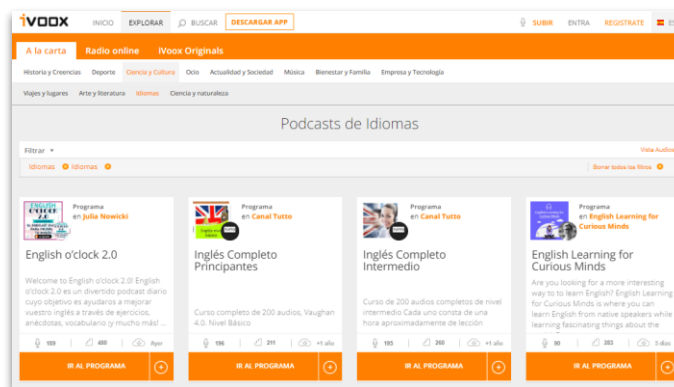 iVOOX INICIO EXPLORAR BUSCAR DESCARGAR APP SUBIR ENTRA REGISTRATE ES
A la carta Radio online iVoox Originals
Historia y Creencias Deporte Ciencia y Cultura Ocio Actualidad y Sociedad Música Bienestar y Familia Empresa y Tecnología
Viajes y lugares Arte y literatura Idiomas Ciencia y naturaleza
Podcasts de Idiomas
Filtrar Vista Audios
Idiomas Idiomas Borrar todos los filtros
Programa
en Julia Nowicki
English o'clock 2.0
Welcome to English o'clock 2.0! English
o'clock 2.0 es un divertido podcast diario
cuyo objetivo es ayudaros a mejorar
vuestro inglés a través de ejercicios,
anécdotas, vocabulario ¡y mucho más! ...
189 488 Ayer
IR AL PROGRAMA
Programa
en Canal Tutto
Inglés Completo
Principantes
Curso completo de 200 audios, Vaughan
4.0. Nivel Básico
196 211 +1 año
IR AL PROGRAMA
Programa
en Canal Tutto
Inglés Completo
Intermedio
Curso de 200 audios completos de nivel
intermedio Cada uno consta de una
hora aproximadamente de lección
195 260 +1 año
IR AL PROGRAMA
Programa
en English Learning for
Curious Minds
English Learning for
Curious Minds
Are you looking for a more interesting
way to to learn English? English Learning
for Curious Minds is where you can
learn English from native speakers while
learning fascinating things about the
90 203 5 días
IR AL PROGRAMA